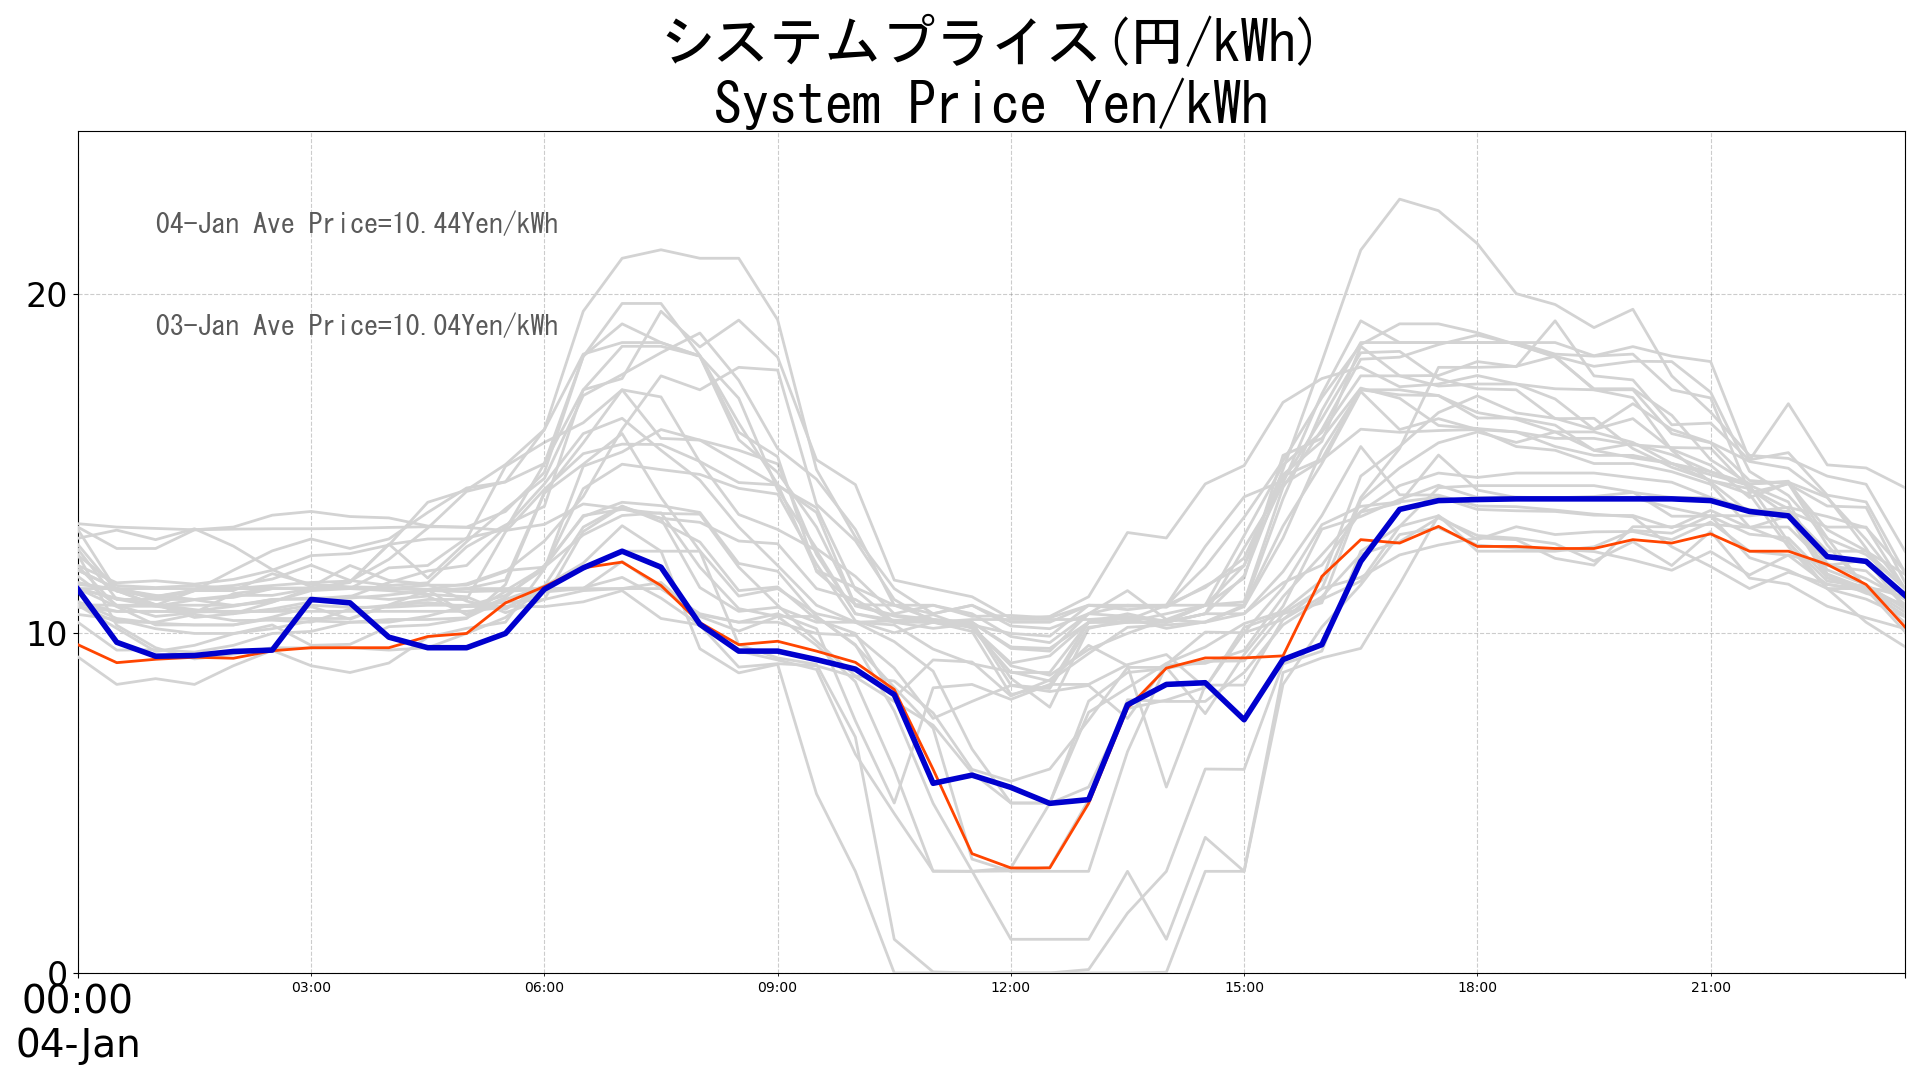 システムプライス(円/kWh)
System Price Yen/kWh
04-Jan Ave Price=10.44Yen/kWh
03-Jan Ave Price=10.04Yen/kWh
20
10
0
00:00
04-Jan
03:00
06:00
09:00
12:00
15:00
18:00
21:00